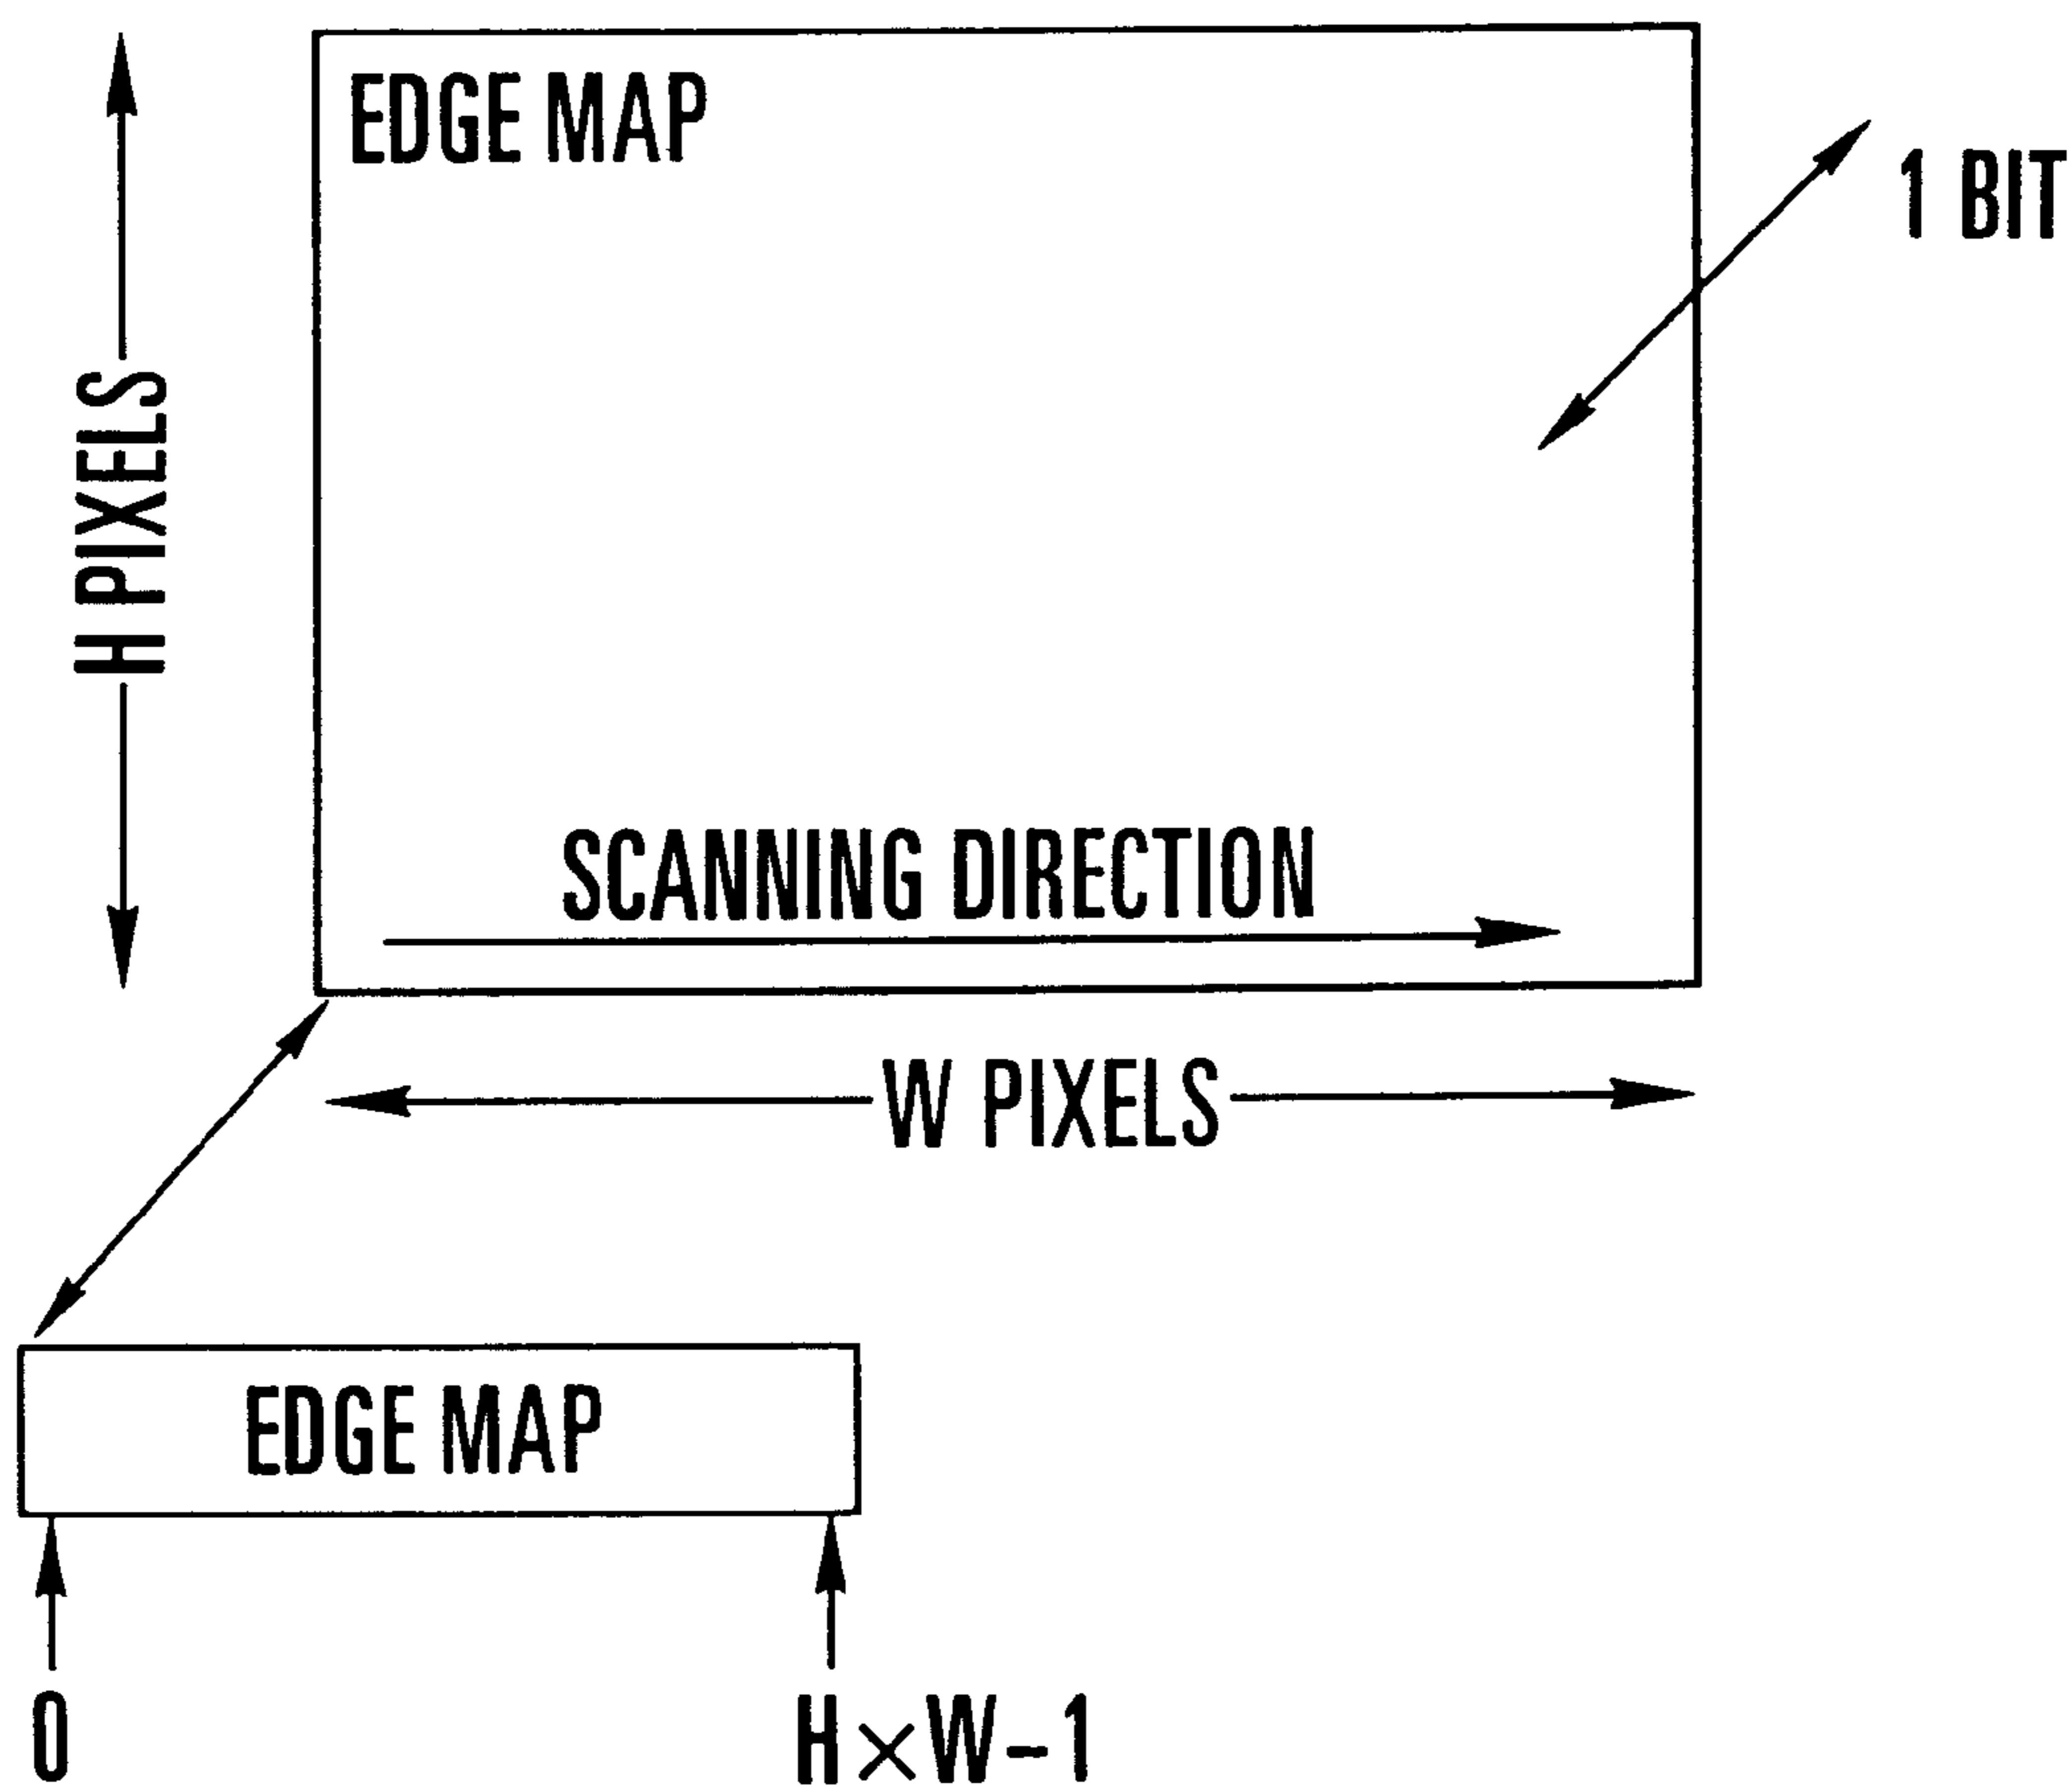 EDGE MAP
1 BIT
H PIXELS
SCANNING DIRECTION
W PIXELS
EDGE MAP
0
H×W-1